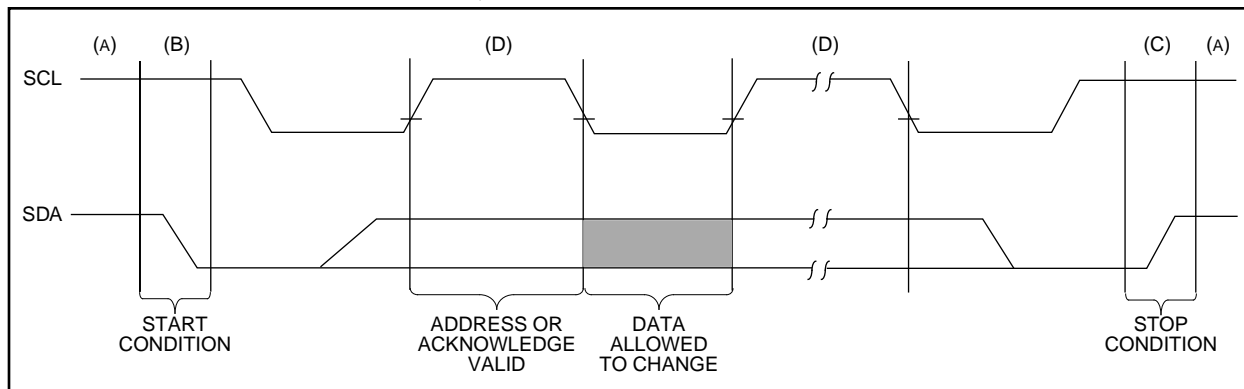 (A) (B) (D) (D) (C) (A)
SCL
SDA
START
CONDITION
ADDRESS OR
ACKNOWLEDGE
VALID
DATA
ALLOWED
TO CHANGE
STOP
CONDITION